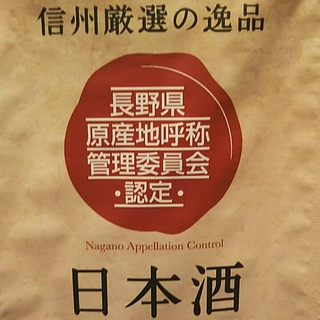 信州厳選の逸品
長野県
原産地呼称
管理委員会
・認定・
Nagano Appellation Control
日本酒